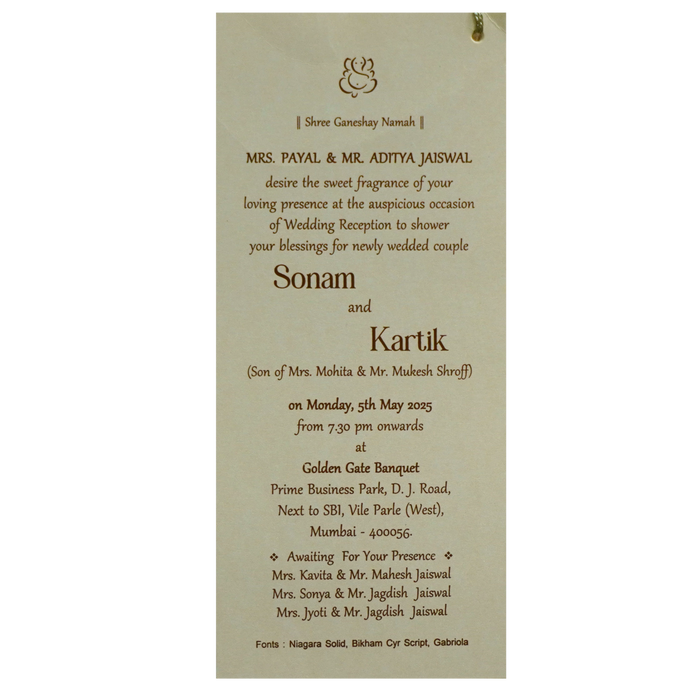 || Shree Ganeshay Namah ||
MRS. PAYAL & MR. ADITYA JAISWAL
desire the sweet fragrance of your
loving presence at the auspicious occasion
of Wedding Reception to shower
your blessings for newly wedded couple
Sonam
and
Kartik
(Son of Mrs. Mohita & Mr. Mukesh Shroff)
on Monday, 5th May 2025
from 7.30 pm onwards
at
Golden Gate Banquet
Prime Business Park, D. J. Road,
Next to SBI, Vile Parle (West),
Mumbai - 400056.
❖ Awaiting For Your Presence ❖
Mrs. Kavita & Mr. Mahesh Jaiswal
Mrs. Sonya & Mr. Jagdish Jaiswal
Mrs. Jyoti & Mr. Jagdish Jaiswal
Fonts : Niagara Solid, Bikham Cyr Script, Gabriola